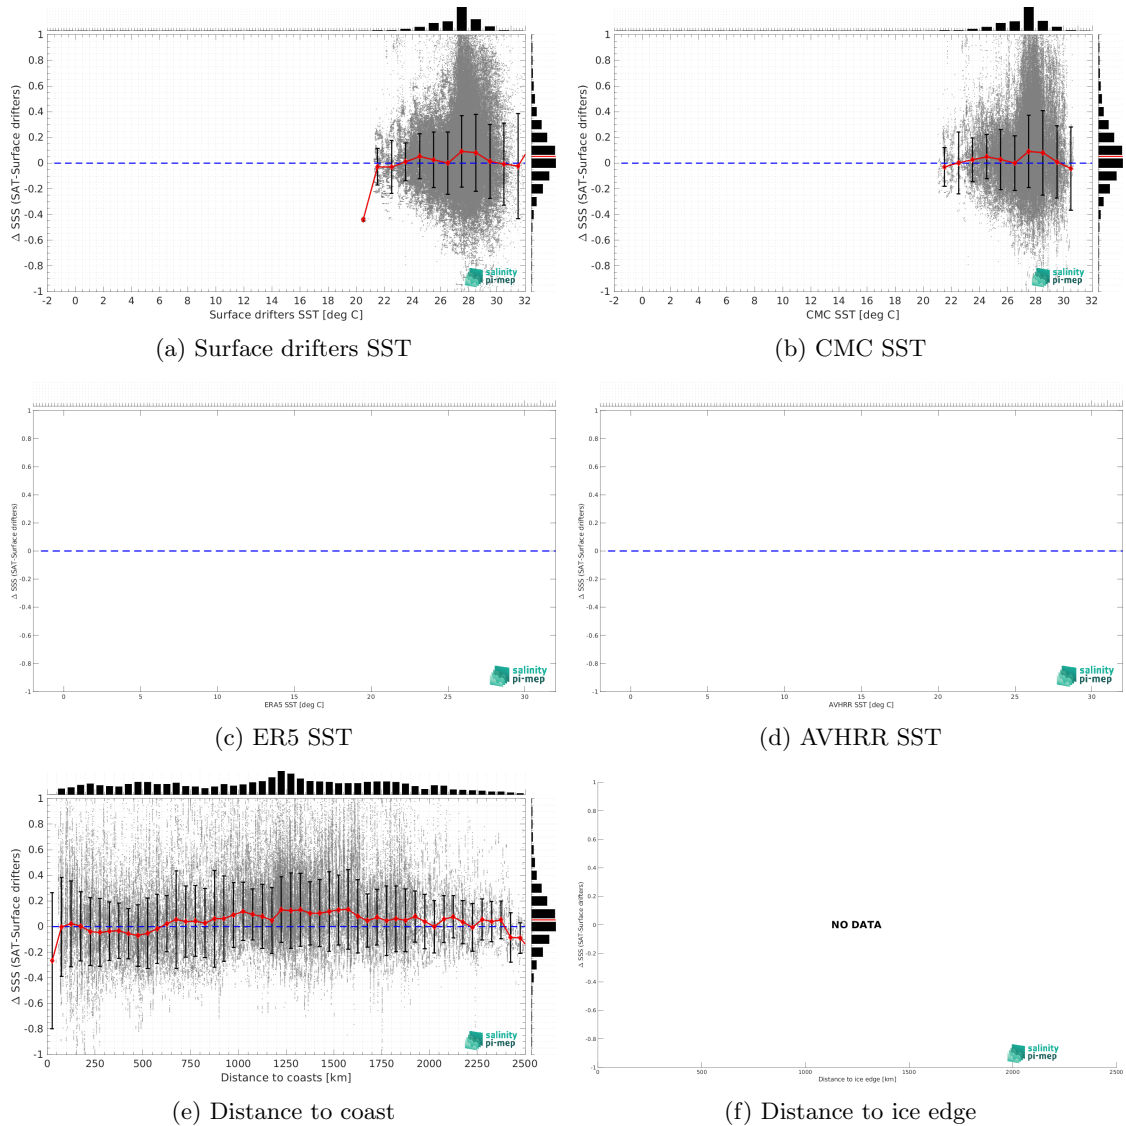 1
0.8
0.6
0.4
0.2
0
-0.2
-0.4
-0.6
-0.8
-1
Δ SSS (SAT-Surface drifters)
-2 0 2 4 6 8 10 12 14 16 18 20 22 24 26 28 30 32
Surface drifters SST [deg C]
salinity
pi-mep
(a) Surface drifters SST
1
0.8
0.6
0.4
0.2
0
-0.2
-0.4
-0.6
-0.8
-1
Δ SSS (SAT-Surface drifters)
-2 0 2 4 6 8 10 12 14 16 18 20 22 24 26 28 30 32
CMC SST [deg C]
salinity
pi-mep
(b) CMC SST
1
0.8
0.6
0.4
0.2
0
-0.2
-0.4
-0.6
-0.8
-1
Δ SSS (SAT-Surface drifters)
0 5 10 15 20 25 30
ERA5 SST [deg C]
salinity
pi-mep
(c) ER5 SST
1
0.8
0.6
0.4
0.2
0
-0.2
-0.4
-0.6
-0.8
-1
Δ SSS (SAT-Surface drifters)
0 5 10 15 20 25 30
AVHRR SST [deg C]
salinity
pi-mep
(d) AVHRR SST
1
0.8
0.6
0.4
0.2
0
-0.2
-0.4
-0.6
-0.8
-1
Δ SSS (SAT-Surface drifters)
0 250 500 750 1000 1250 1500 1750 2000 2250 2500
Distance to coasts [km]
salinity
pi-mep
(e) Distance to coast
1
0.8
0.6
0.4
0.2
0
-0.2
-0.4
-0.6
-0.8
-1
Δ SSS (SAT-Surface drifters)
NO DATA
0 500 1000 1500 2000 2500
Distance to ice edge [km]
salinity
pi-mep
(f) Distance to ice edge